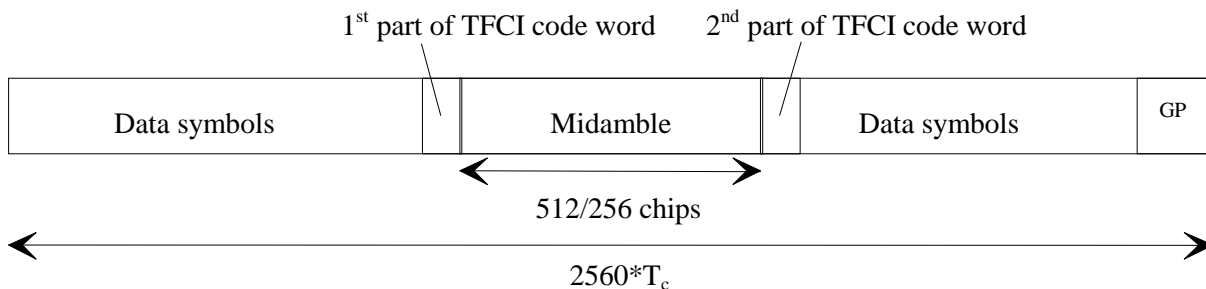 1st part of TFCI code word
2nd part of TFCI code word
Data symbols
Midamble
Data symbols
GP
512/256 chips
2560*Tc